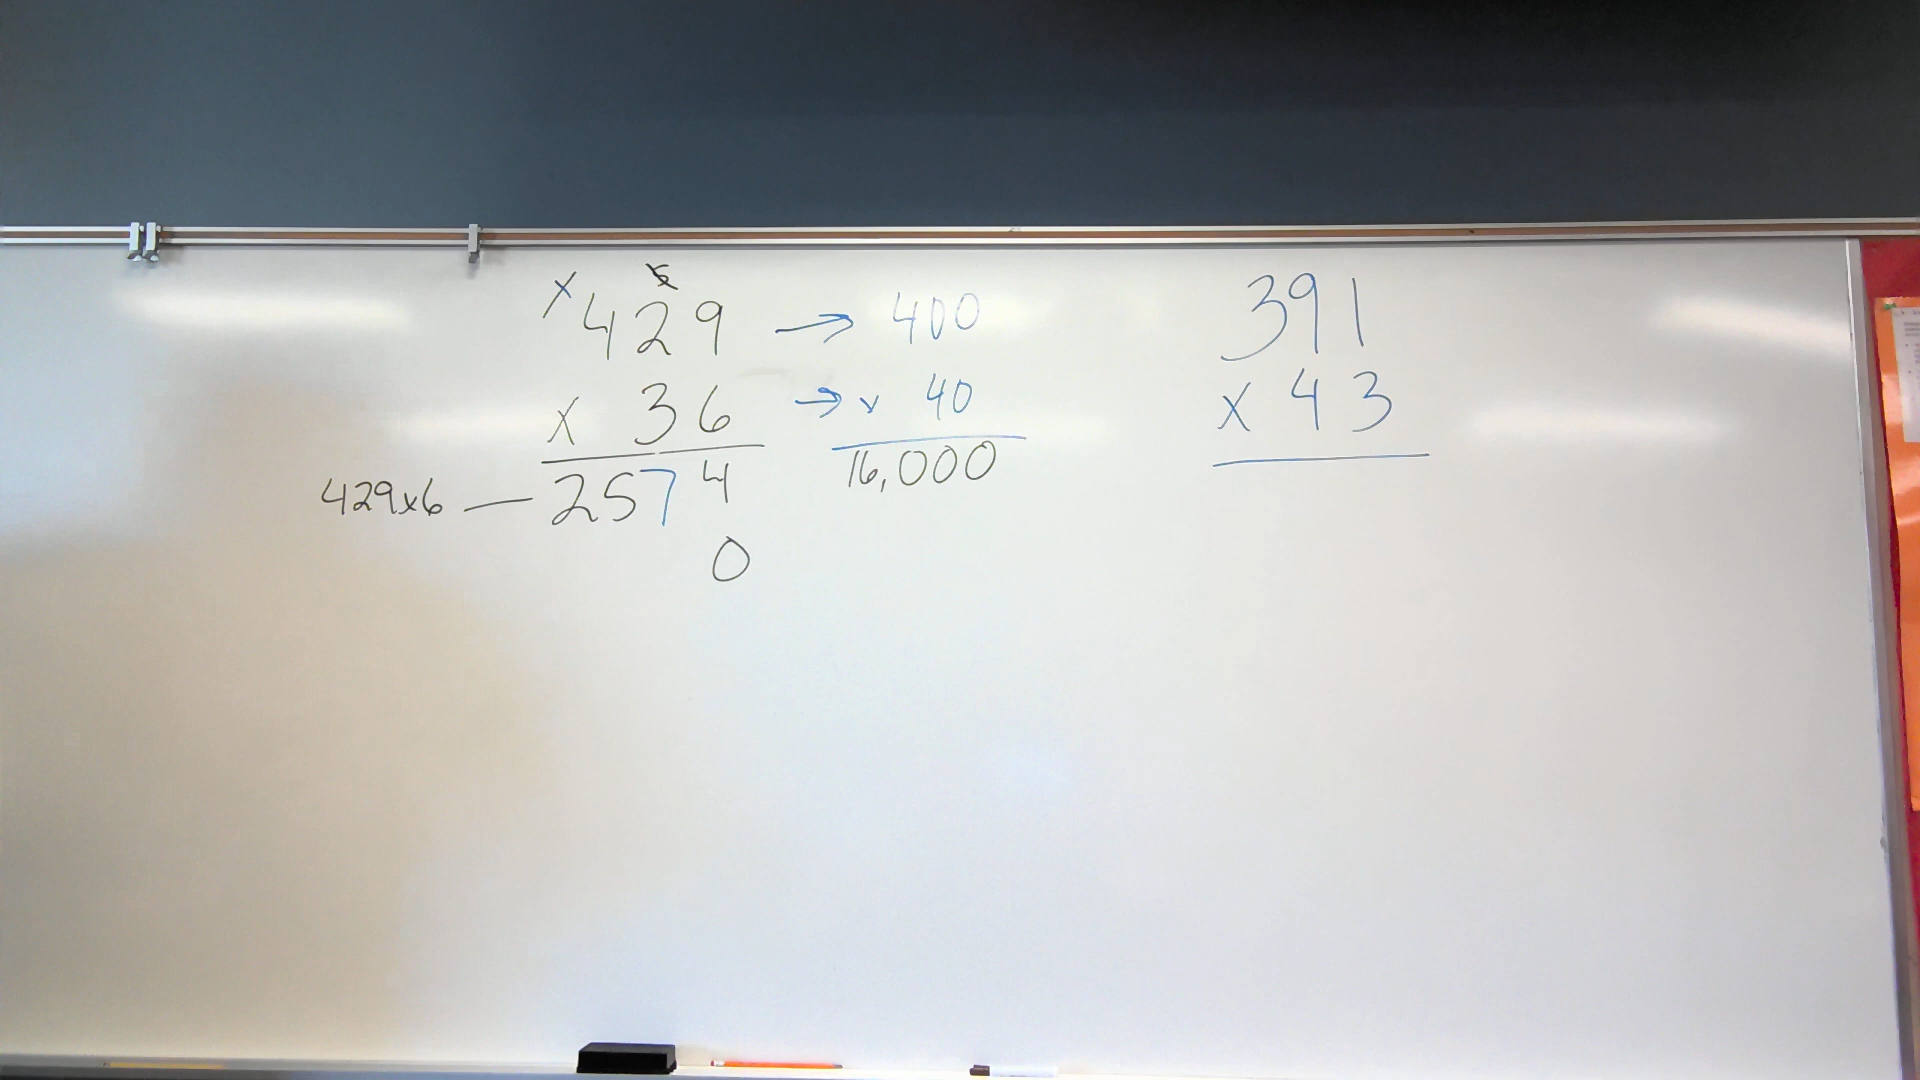 429 → 400
x 36 → x 40
429x6 — 2574
16,000
0
391
x 43